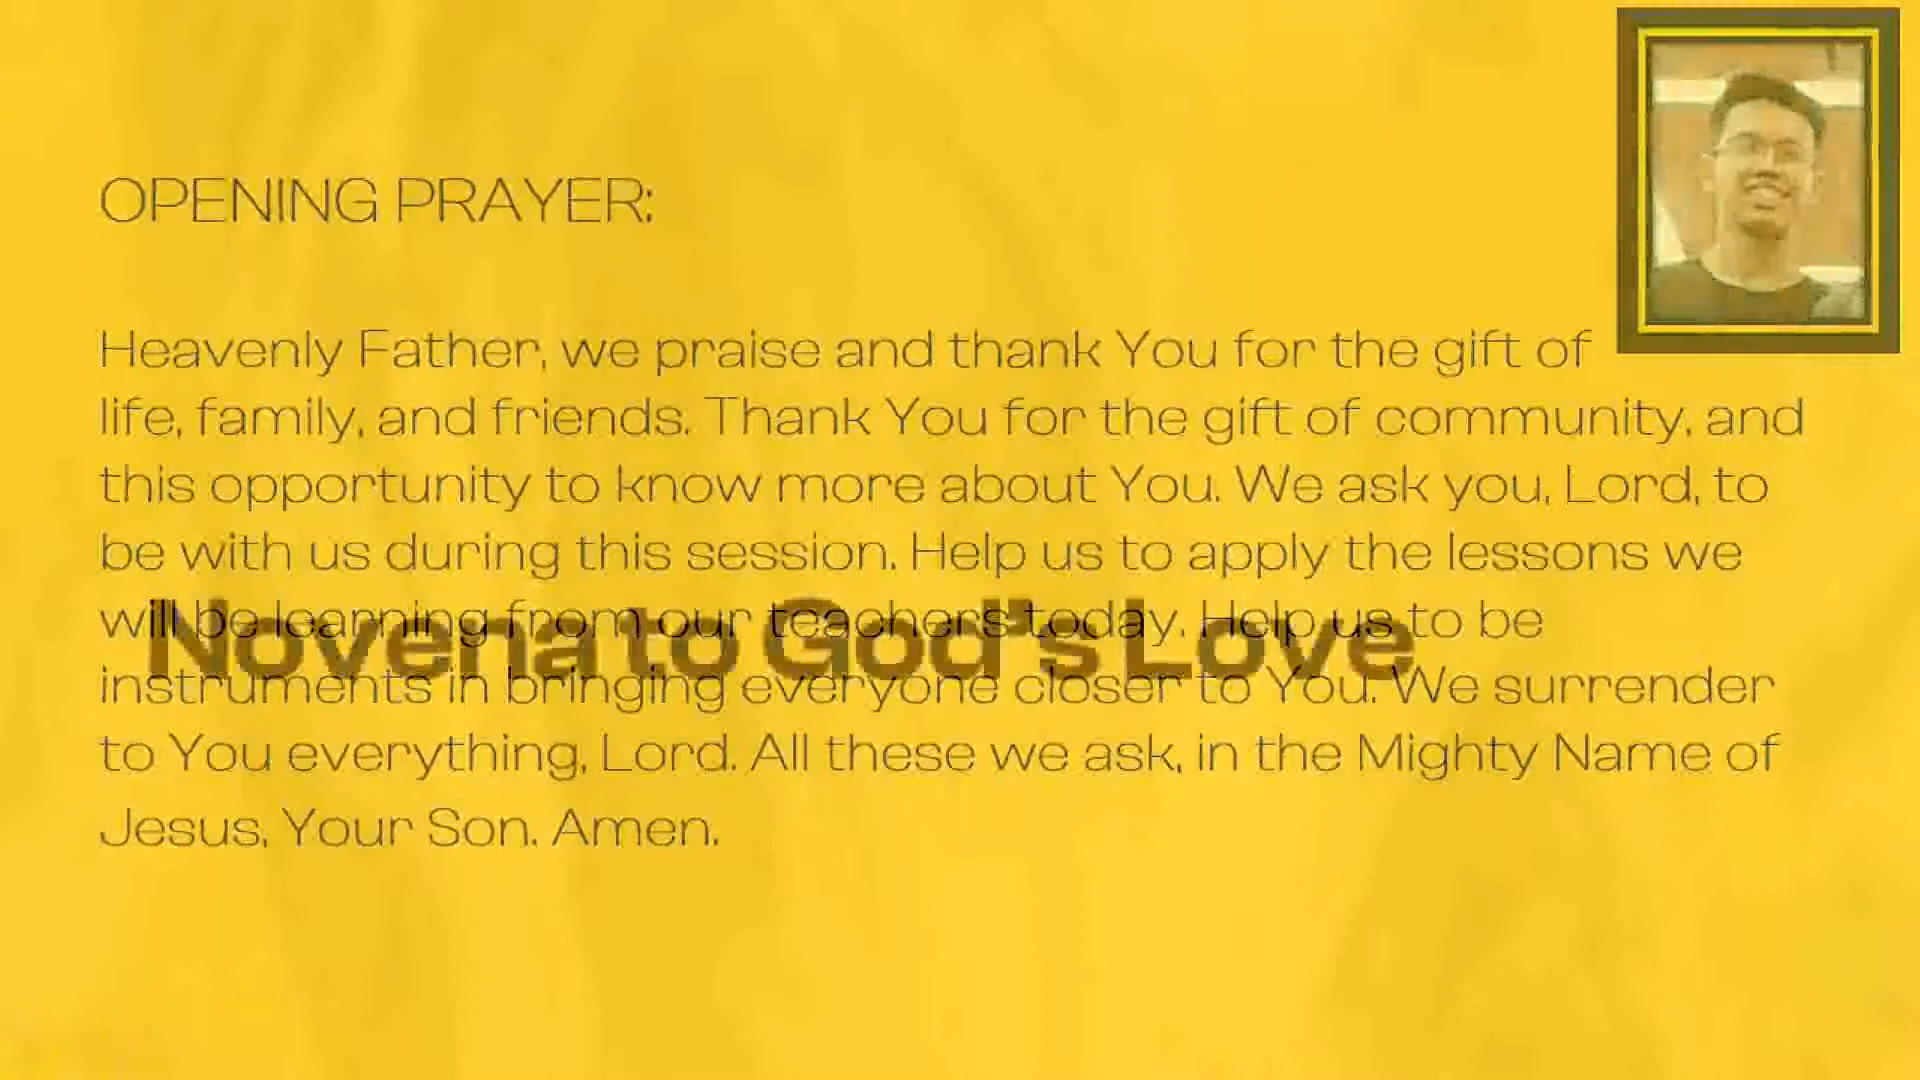 OPENING PRAYER:
Heavenly Father, we praise and thank You for the gift of
life, family, and friends. Thank You for the gift of community, and
this opportunity to know more about You. We ask you, Lord, to
be with us during this session. Help us to apply the lessons we
will be learning from our teachers today. Help us to be
Novena to God's Love
instruments in bringing everyone closer to You. We surrender
to You everything, Lord. All these we ask, in the Mighty Name of
Jesus, Your Son. Amen.